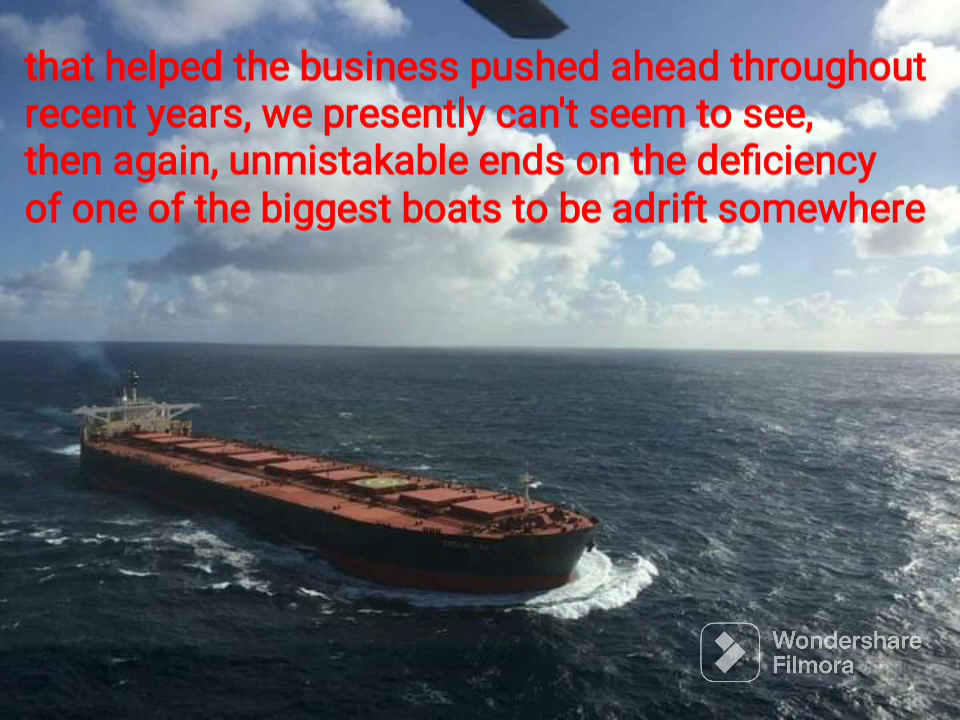 that helped the business pushed ahead throughout
recent years, we presently can't seem to see,
then again, unmistakable ends on the deficiency
of one of the biggest boats to be adrift somewhere
Wondershare
Filmora